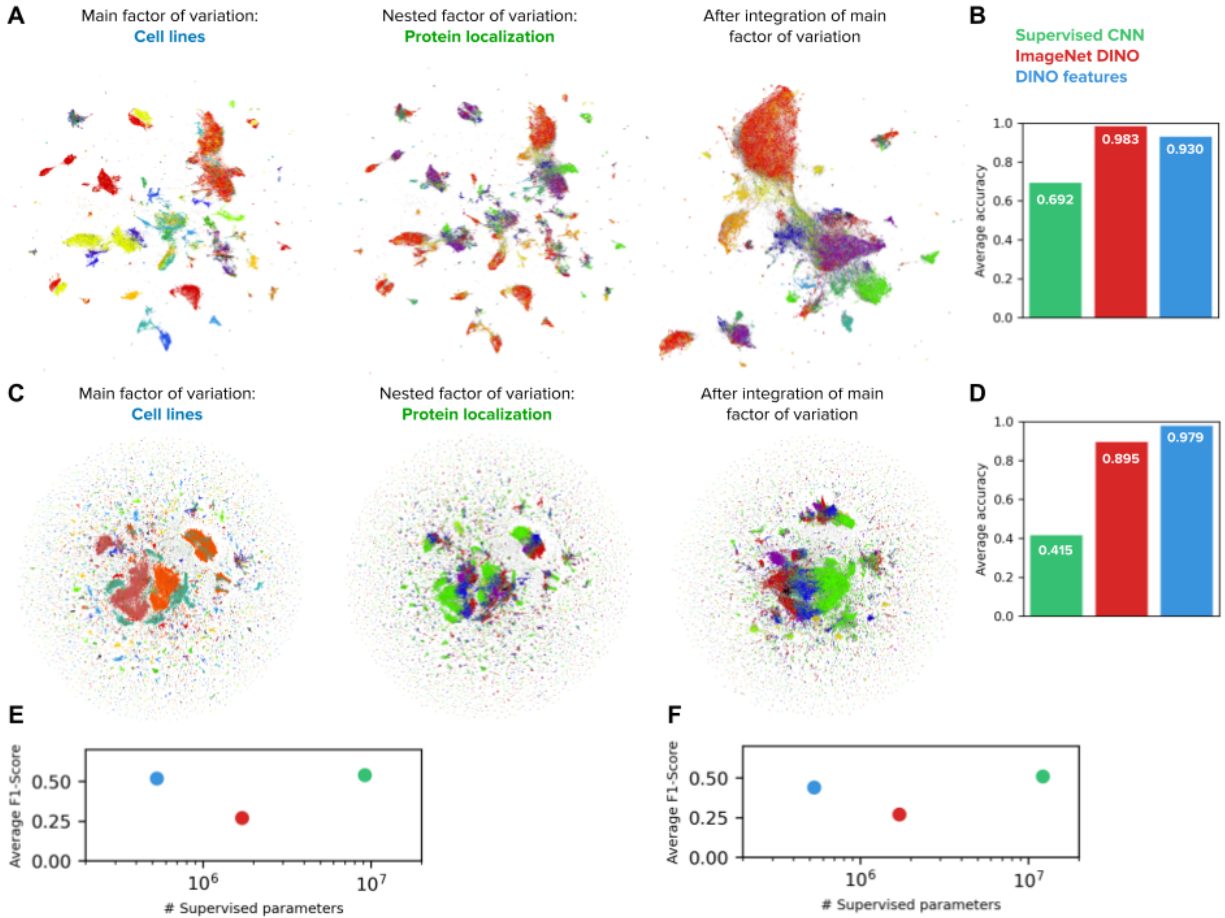 A
Main factor of variation:
Cell lines
Nested factor of variation:
Protein localization
After integration of main
factor of variation
B
Supervised CNN
ImageNet DINO
DINO features
Average accuracy
1.0
0.8
0.6
0.4
0.2
0.0
0.692
0.983
0.930
C
Main factor of variation:
Cell lines
Nested factor of variation:
Protein localization
After integration of main
factor of variation
D
Average accuracy
1.0
0.8
0.6
0.4
0.2
0.0
0.415
0.895
0.979
E
Average F1-Score
0.50
0.25
0.00
10⁶
10⁷
# Supervised parameters
F
Average F1-Score
0.50
0.25
0.00
10⁶
10⁷
# Supervised parameters